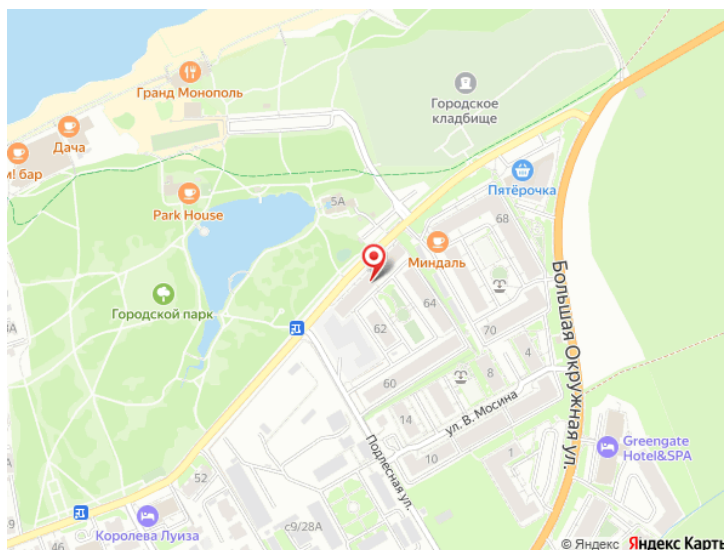 Гранд Монополь
Городское
кладбище
Дача
м! бар
Park House
5А
Пятёрочка
68
Миндаль
Большая Окружная ул.
Городской парк
64
62
70
4
8
60
14
ул. В. Мосина
10
1
Greengate
Hotel&SPA
Подлесная ул.
52
Королева Луиза
с9/28А
46
© Яндекс Яндекс Карты